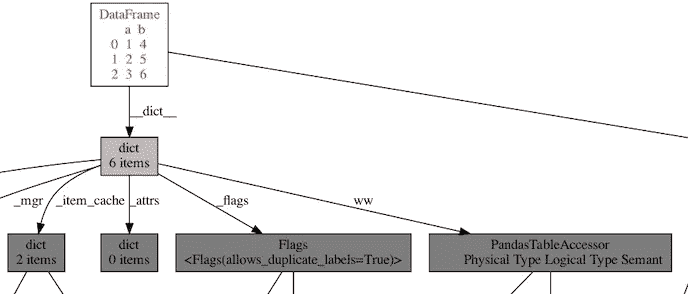 DataFrame
a b
0 1 4
1 2 5
2 3 6
__dict__
dict
6 items
_mgr
_item_cache
_attrs
_flags
ww
dict
2 items
dict
0 items
Flags
<Flags(allows_duplicate_labels=True)>
PandasTableAccessor
Physical Type Logical Type Semant